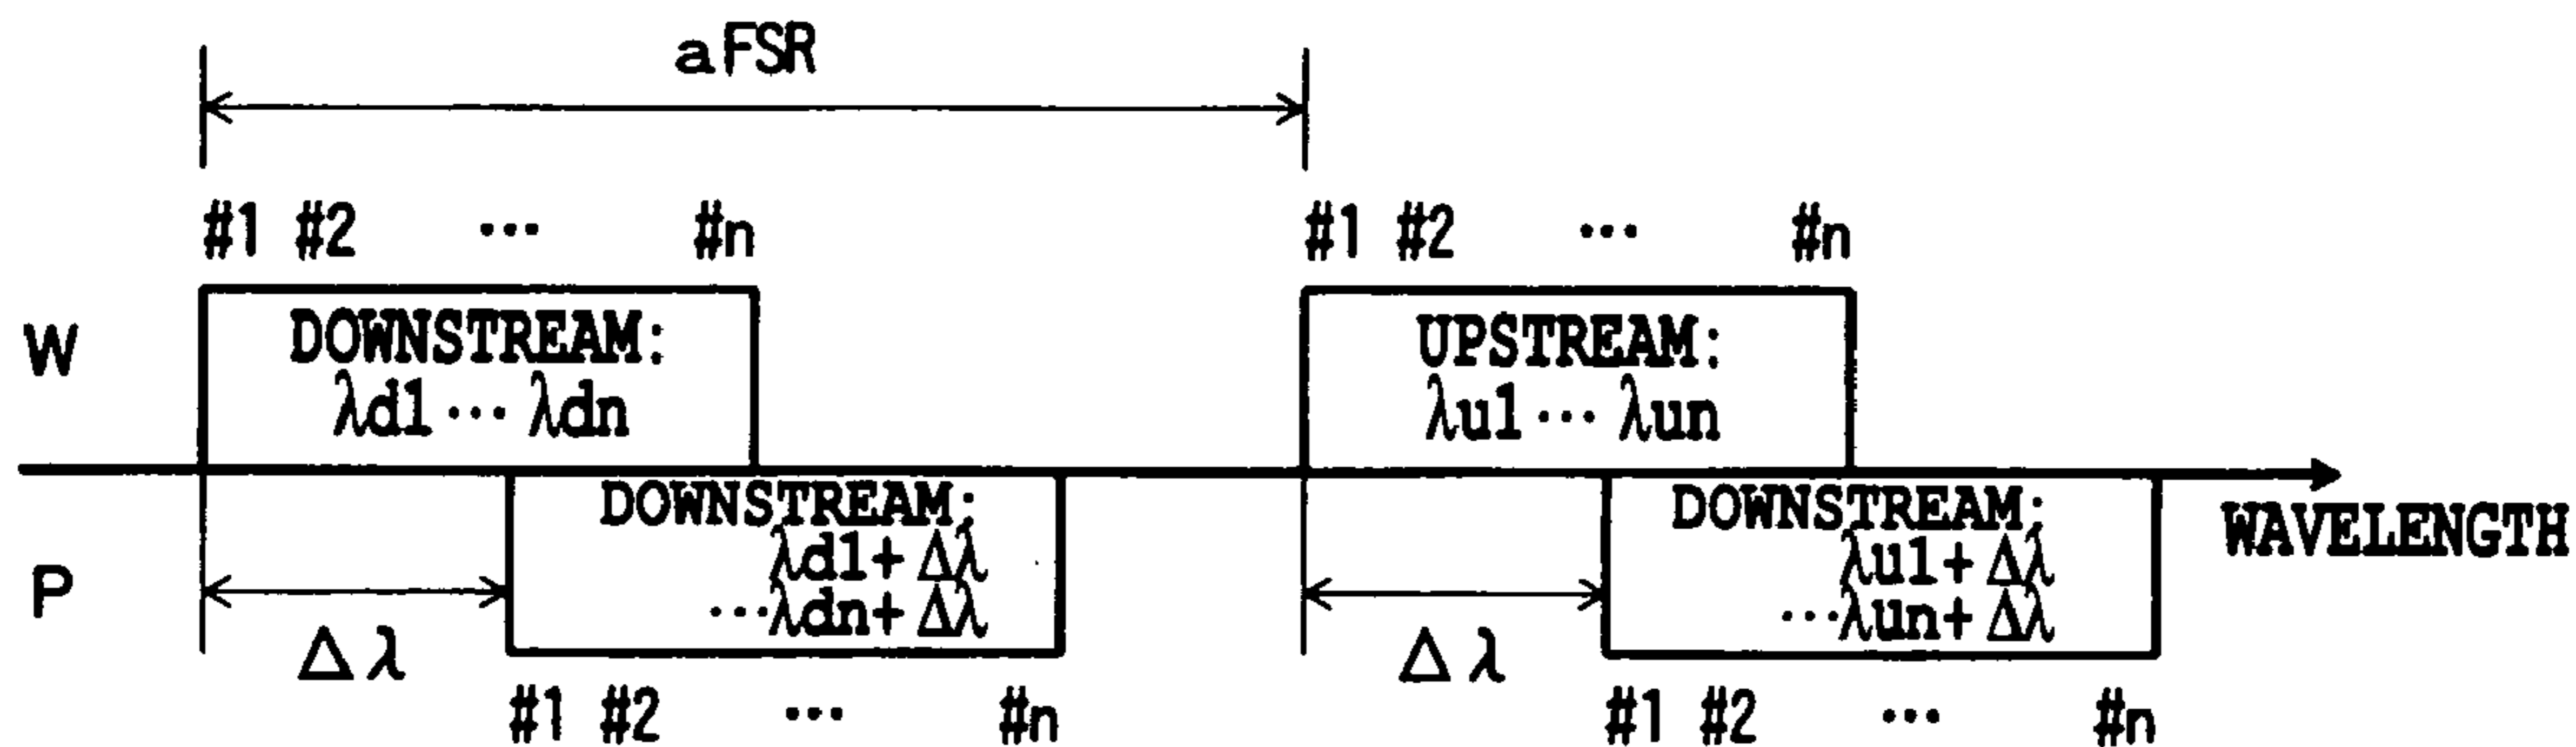 aFSR
#1 #2 ··· #n #1 #2 ··· #n
W
DOWNSTREAM:
λd1··· λdn
UPSTREAM:
λu1··· λun
P
Δλ
DOWNSTREAM:
λd1+ Δλ
···λdn+ Δλ
Δλ
DOWNSTREAM:
λu1+ Δλ
···λun+ Δλ
WAVELENGTH
#1 #2 ··· #n #1 #2 ··· #n